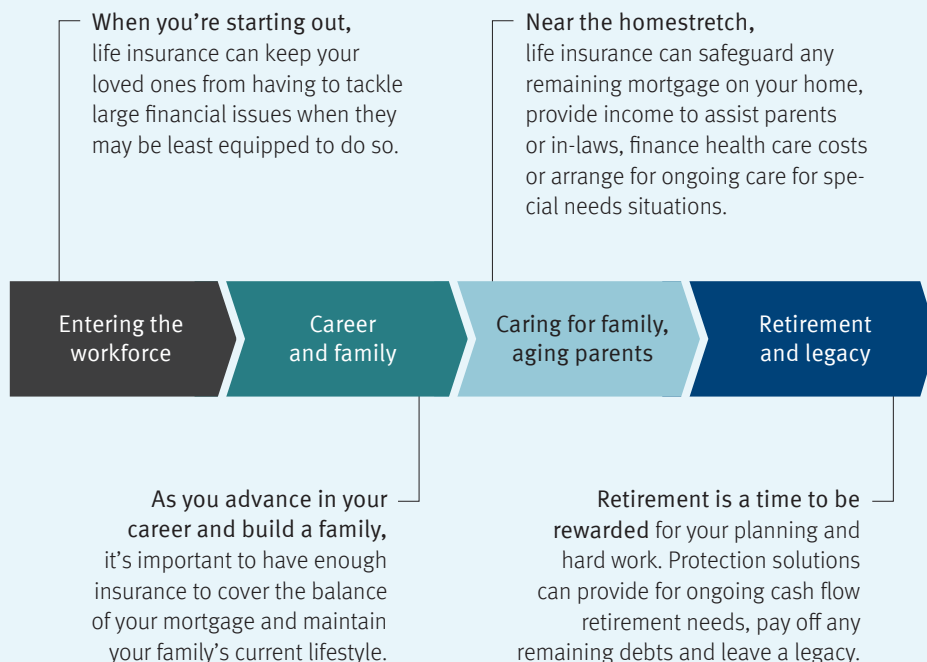 When you’re starting out,
life insurance can keep your
loved ones from having to tackle
large financial issues when they
may be least equipped to do so.
Near the homestretch,
life insurance can safeguard any
remaining mortgage on your home,
provide income to assist parents
or in-laws, finance health care costs
or arrange for ongoing care for spe-
cial needs situations.
Entering the
workforce
Career
and family
Caring for family,
aging parents
Retirement
and legacy
As you advance in your
career and build a family,
it’s important to have enough
insurance to cover the balance
of your mortgage and maintain
your family’s current lifestyle.
Retirement is a time to be
rewarded for your planning and
hard work. Protection solutions
can provide for ongoing cash flow
retirement needs, pay off any
remaining debts and leave a legacy.